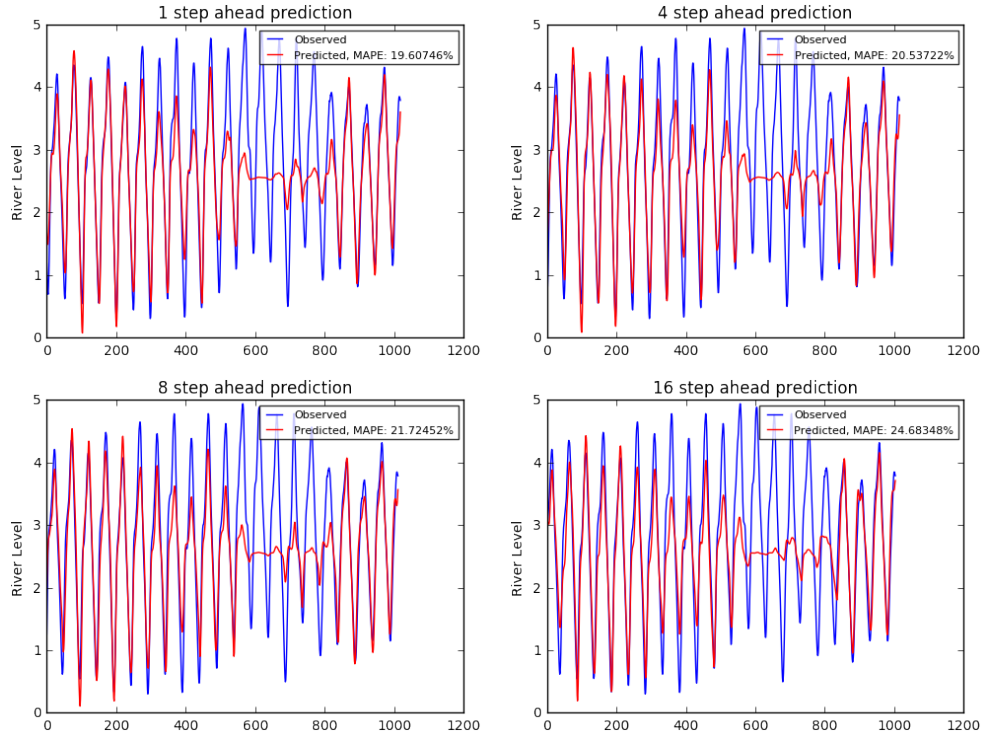 1 step ahead prediction
Observed
Predicted, MAPE: 19.60746%
River Level
5
4
3
2
1
0
0 200 400 600 800 1000 1200
4 step ahead prediction
Observed
Predicted, MAPE: 20.53722%
River Level
5
4
3
2
1
0
0 200 400 600 800 1000 1200
8 step ahead prediction
Observed
Predicted, MAPE: 21.72452%
River Level
5
4
3
2
1
0
0 200 400 600 800 1000 1200
16 step ahead prediction
Observed
Predicted, MAPE: 24.68348%
River Level
5
4
3
2
1
0
0 200 400 600 800 1000 1200